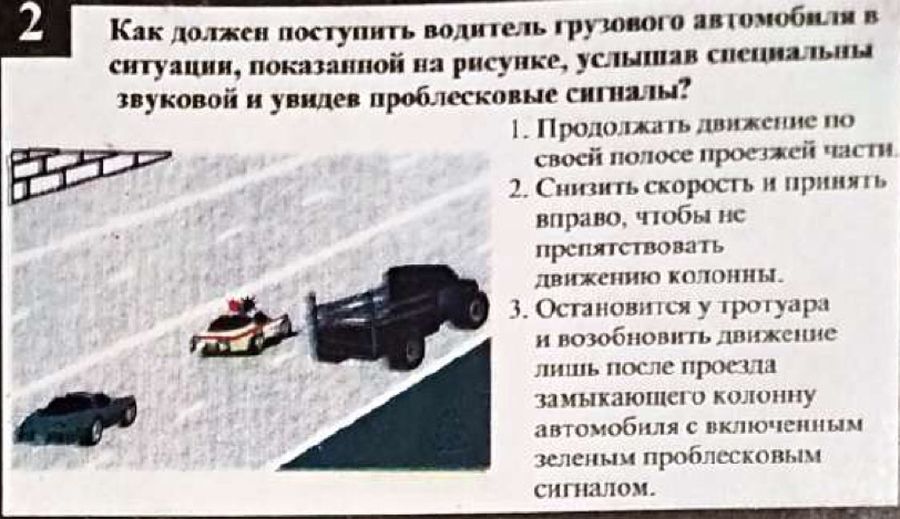 2
Как должен поступить водитель грузового автомобиля в
ситуации, показанной на рисунке, услышав специальны
звуковой и увидев проблесковые сигналы?
1. Продолжать движение по
своей полосе проезжей части.
2. Снизить скорость и принять
вправо, чтобы не
препятствовать
движению колонны.
3. Остановится у тротуара
и возобновить движение
лишь после проезда
замыкающего колонну
автомобиля с включенным
зеленым проблесковым
сигналом.